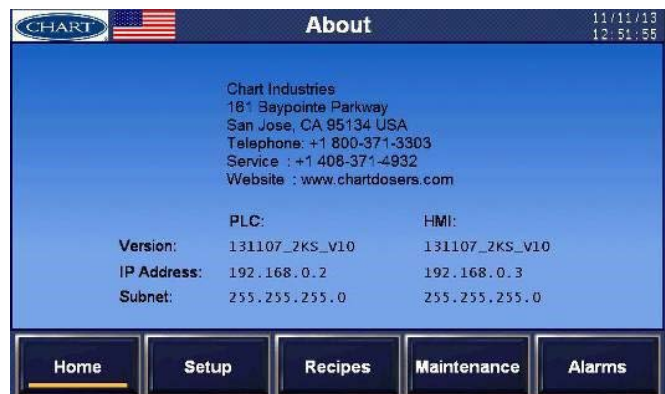 CHART
About
11/11/13
12:51:55
Chart Industries
181 Baypointe Parkway
San Jose, CA 95134 USA
Telephone: +1 800-371-3303
Service : +1 408-371-4932
Website : www.chartdosers.com
PLC: HMI:
Version: 131107_2KS_V10 131107_2KS_V10
IP Address: 192.168.0.2 192.168.0.3
Subnet: 255.255.255.0 255.255.255.0
Home Setup Recipes Maintenance Alarms